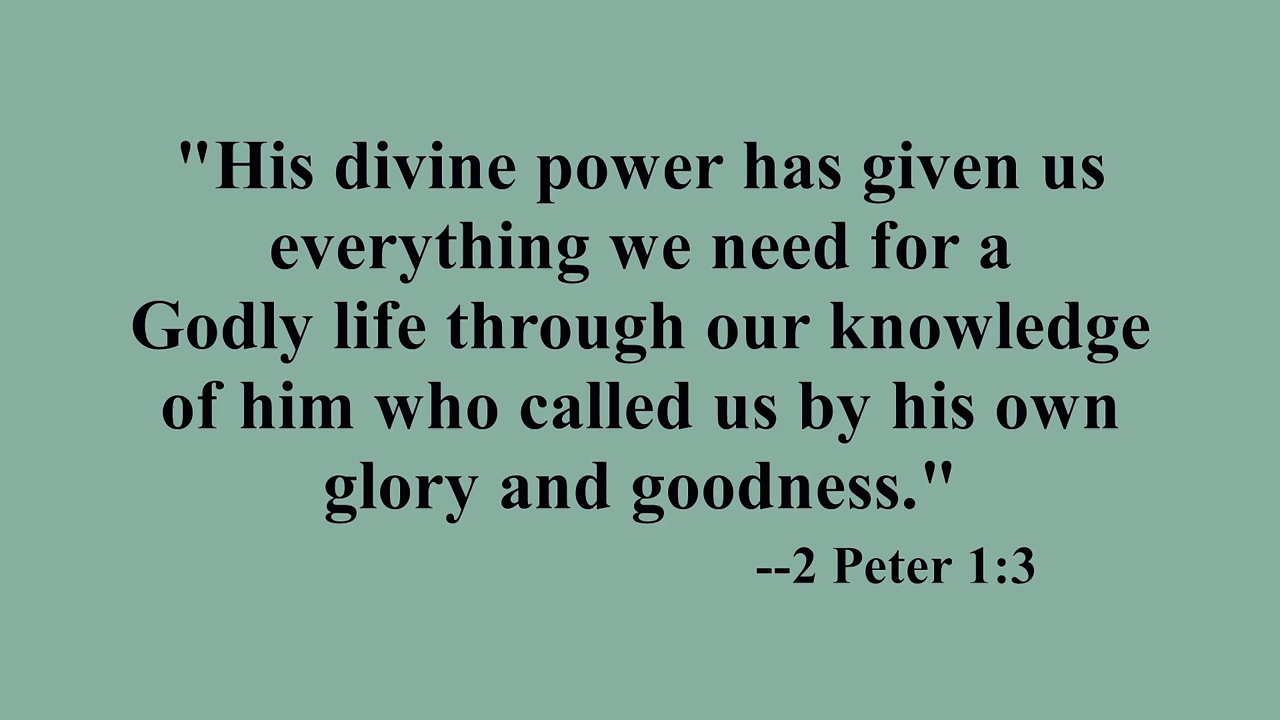 "His divine power has given us
everything we need for a
Godly life through our knowledge
of him who called us by his own
glory and goodness."
--2 Peter 1:3